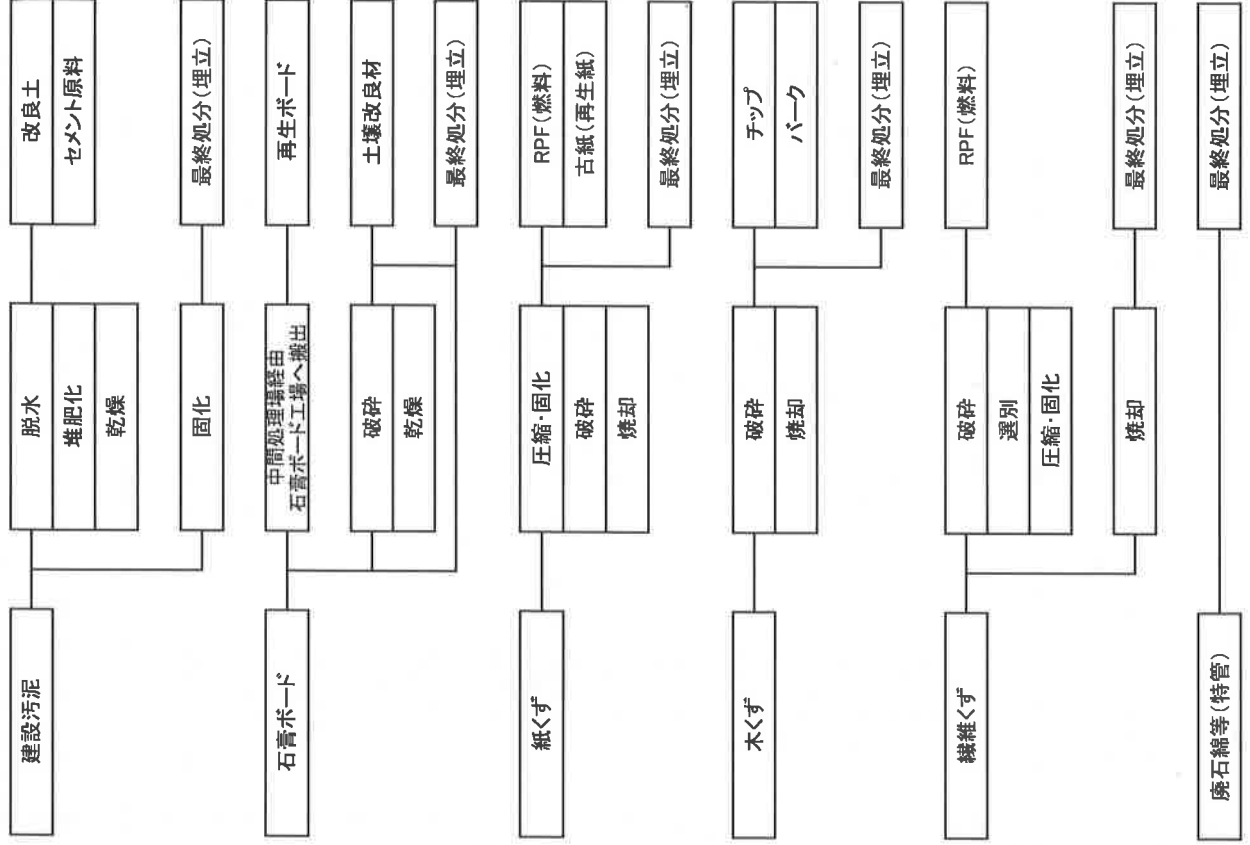 建設汚泥
脱水
堆肥化
乾燥
改良土
セメント原料
固化
最終処分(埋立)
石膏ボード
中間処理場経由
石膏ボード工場へ搬出
再生ボード
破砕
乾燥
土壌改良材
最終処分(埋立)
紙くず
圧縮・固化
破砕
焼却
RPF(燃料)
古紙(再生紙)
最終処分(埋立)
木くず
破砕
焼却
チップ
バーク
最終処分(埋立)
繊維くず
破砕
選別
圧縮・固化
RPF(燃料)
焼却
最終処分(埋立)
廃石綿等(特管)
最終処分(埋立)